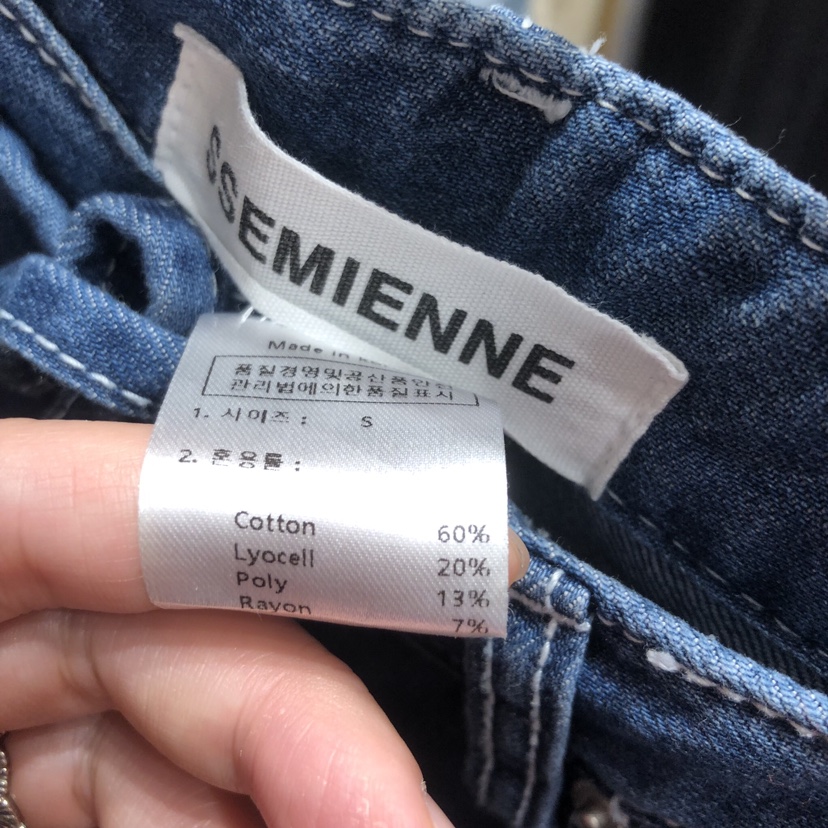 SSEMIENNE
Made in
품질경영및공산품안전
관리법에의한품질표시
1. 시이즈 : S
2. 혼용률 :
Cotton 60%
Lyocell 20%
Poly 13%
Rayon 7%